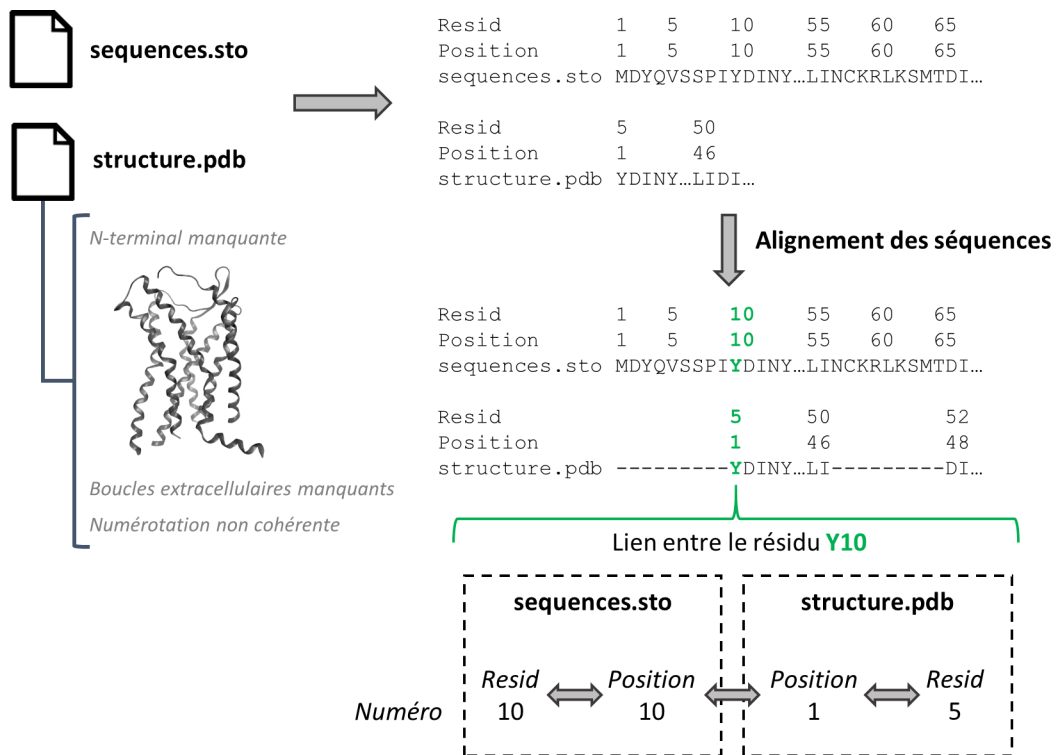 sequences.sto
structure.pdb
N-terminal manquante
Boucles extracellulaires manquants
Numérotation non cohérente
Resid 1 5 10 55 60 65
Position 1 5 10 55 60 65
sequences.sto MDYQVSSPIYDINY…LINCKRLKSMTDI…
Resid 5 50
Position 1 46
structure.pdb YDINY…LIDI…
Alignement des séquences
Resid 1 5 10 55 60 65
Position 1 5 10 55 60 65
sequences.sto MDYQVSSPIYDINY…LINCKRLKSMTDI…
Resid 5 50 52
Position 1 46 48
structure.pdb ---------YDINY…LI---------DI…
Lien entre le résidu Y10
sequences.sto structure.pdb
Resid Position Position Resid
Numéro 10 10 1 5